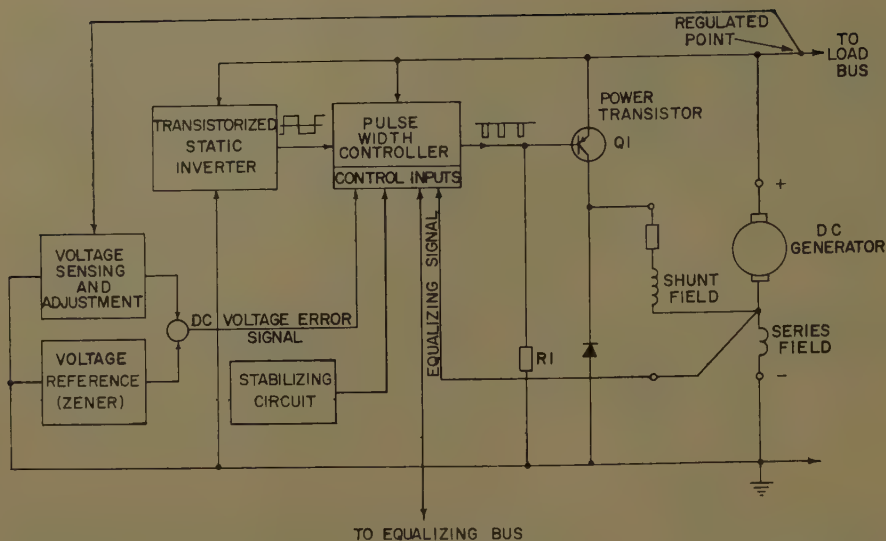 REGULATED
POINT
TO
LOAD
BUS
TRANSISTORIZED
STATIC
INVERTER
PULSE
WIDTH
CONTROLLER
CONTROL INPUTS
POWER
TRANSISTOR
Q1
+
DC
GENERATOR
VOLTAGE
SENSING
AND
ADJUSTMENT
DC VOLTAGE ERROR
SIGNAL
EQUALIZING SIGNAL
SHUNT
FIELD
SERIES
FIELD
-
VOLTAGE
REFERENCE
(ZENER)
STABILIZING
CIRCUIT
R1
TO EQUALIZING BUS